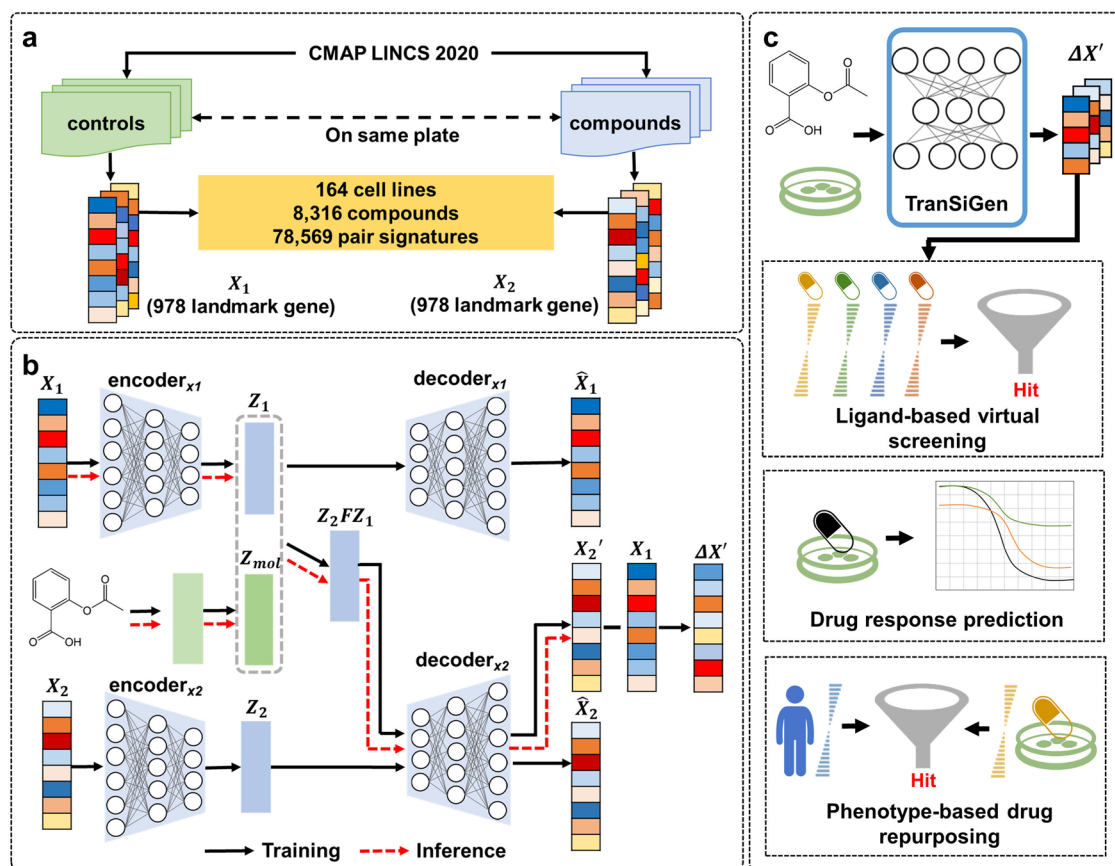 a
CMAP LINCS 2020
controls
compounds
On same plate
164 cell lines
8,316 compounds
78,569 pair signatures
X₁
(978 landmark gene)
X₂
(978 landmark gene)
b
X₁
encoderₓ₁
Z₁
decoderₓ₁
X̂₁
Z₂FZ₁
Z_mol
O
O
O
OH
X₂′
X₁
ΔX′
X₂
encoderₓ₂
Z₂
decoderₓ₂
X̂₂
Training
Inference
c
O
O
O
OH
TranSiGen
ΔX′
Hit
Ligand-based virtual
screening
Drug response prediction
Hit
Phenotype-based drug
repurposing